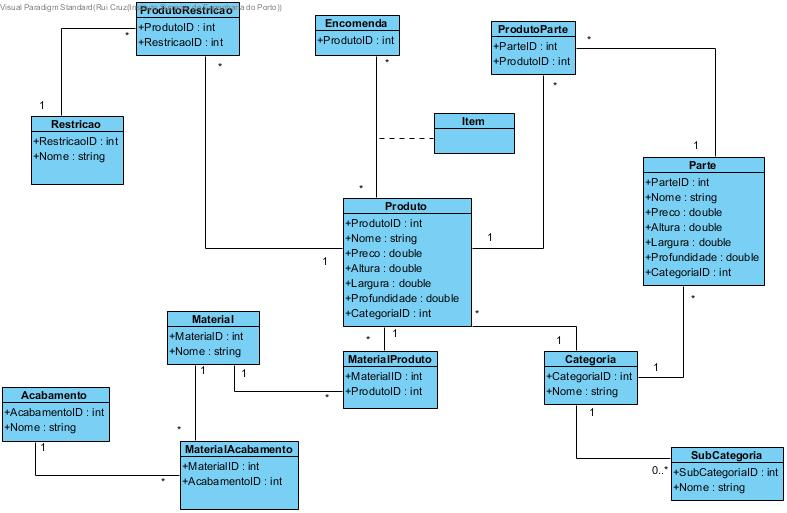 Visual Paradigm Standard(Rui Cruz(
do Porto))
ProdutoRestricao
+ProdutoID : int
+RestricaoID : int
*
*
Encomenda
+ProdutoID : int
*
ProdutoParte
+ParteID : int
+ProdutoID : int
*
*
1
Restricao
+RestricaoID : int
+Nome : string
Item
1
Parte
+ParteID : int
+Nome : string
+Preco : double
+Altura : double
+Largura : double
+Profundidade : double
+CategoriaID : int
*
*
Produto
+ProdutoID : int
+Nome : string
+Preco : double
+Altura : double
+Largura : double
+Profundidade : double
+CategoriaID : int
1
1
*
1
*
Material
+MaterialID : int
+Nome : string
1
1
MaterialProduto
+MaterialID : int
+ProdutoID : int
*
1
Categoria
+CategoriaID : int
+Nome : string
1
1
Acabamento
+AcabamentoID : int
+Nome : string
1
*
*
MaterialAcabamento
+MaterialID : int
+AcabamentoID : int
0..*
SubCategoria
+SubCategoriaID : int
+Nome : string